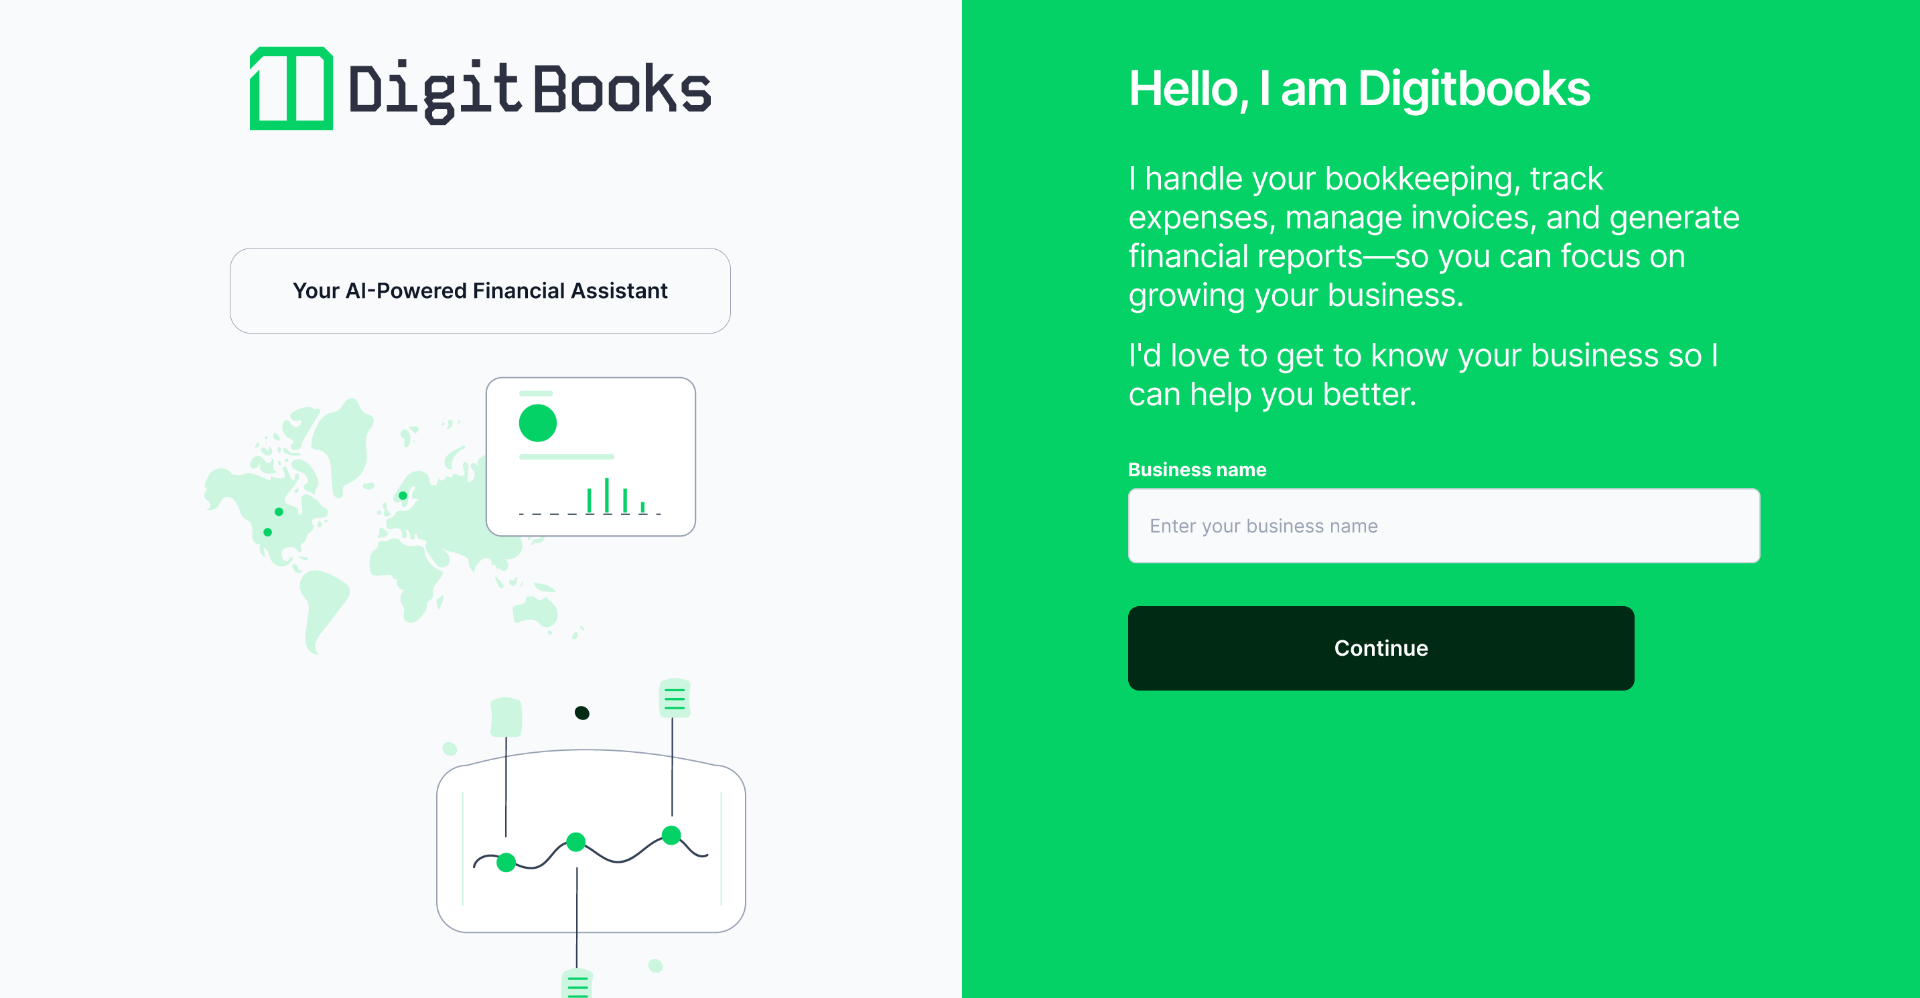 DigitBooks
Your AI-Powered Financial Assistant
Hello, I am Digitbooks
I handle your bookkeeping, track
expenses, manage invoices, and generate
financial reports—so you can focus on
growing your business.
I'd love to get to know your business so I
can help you better.
Business name
Enter your business name
Continue